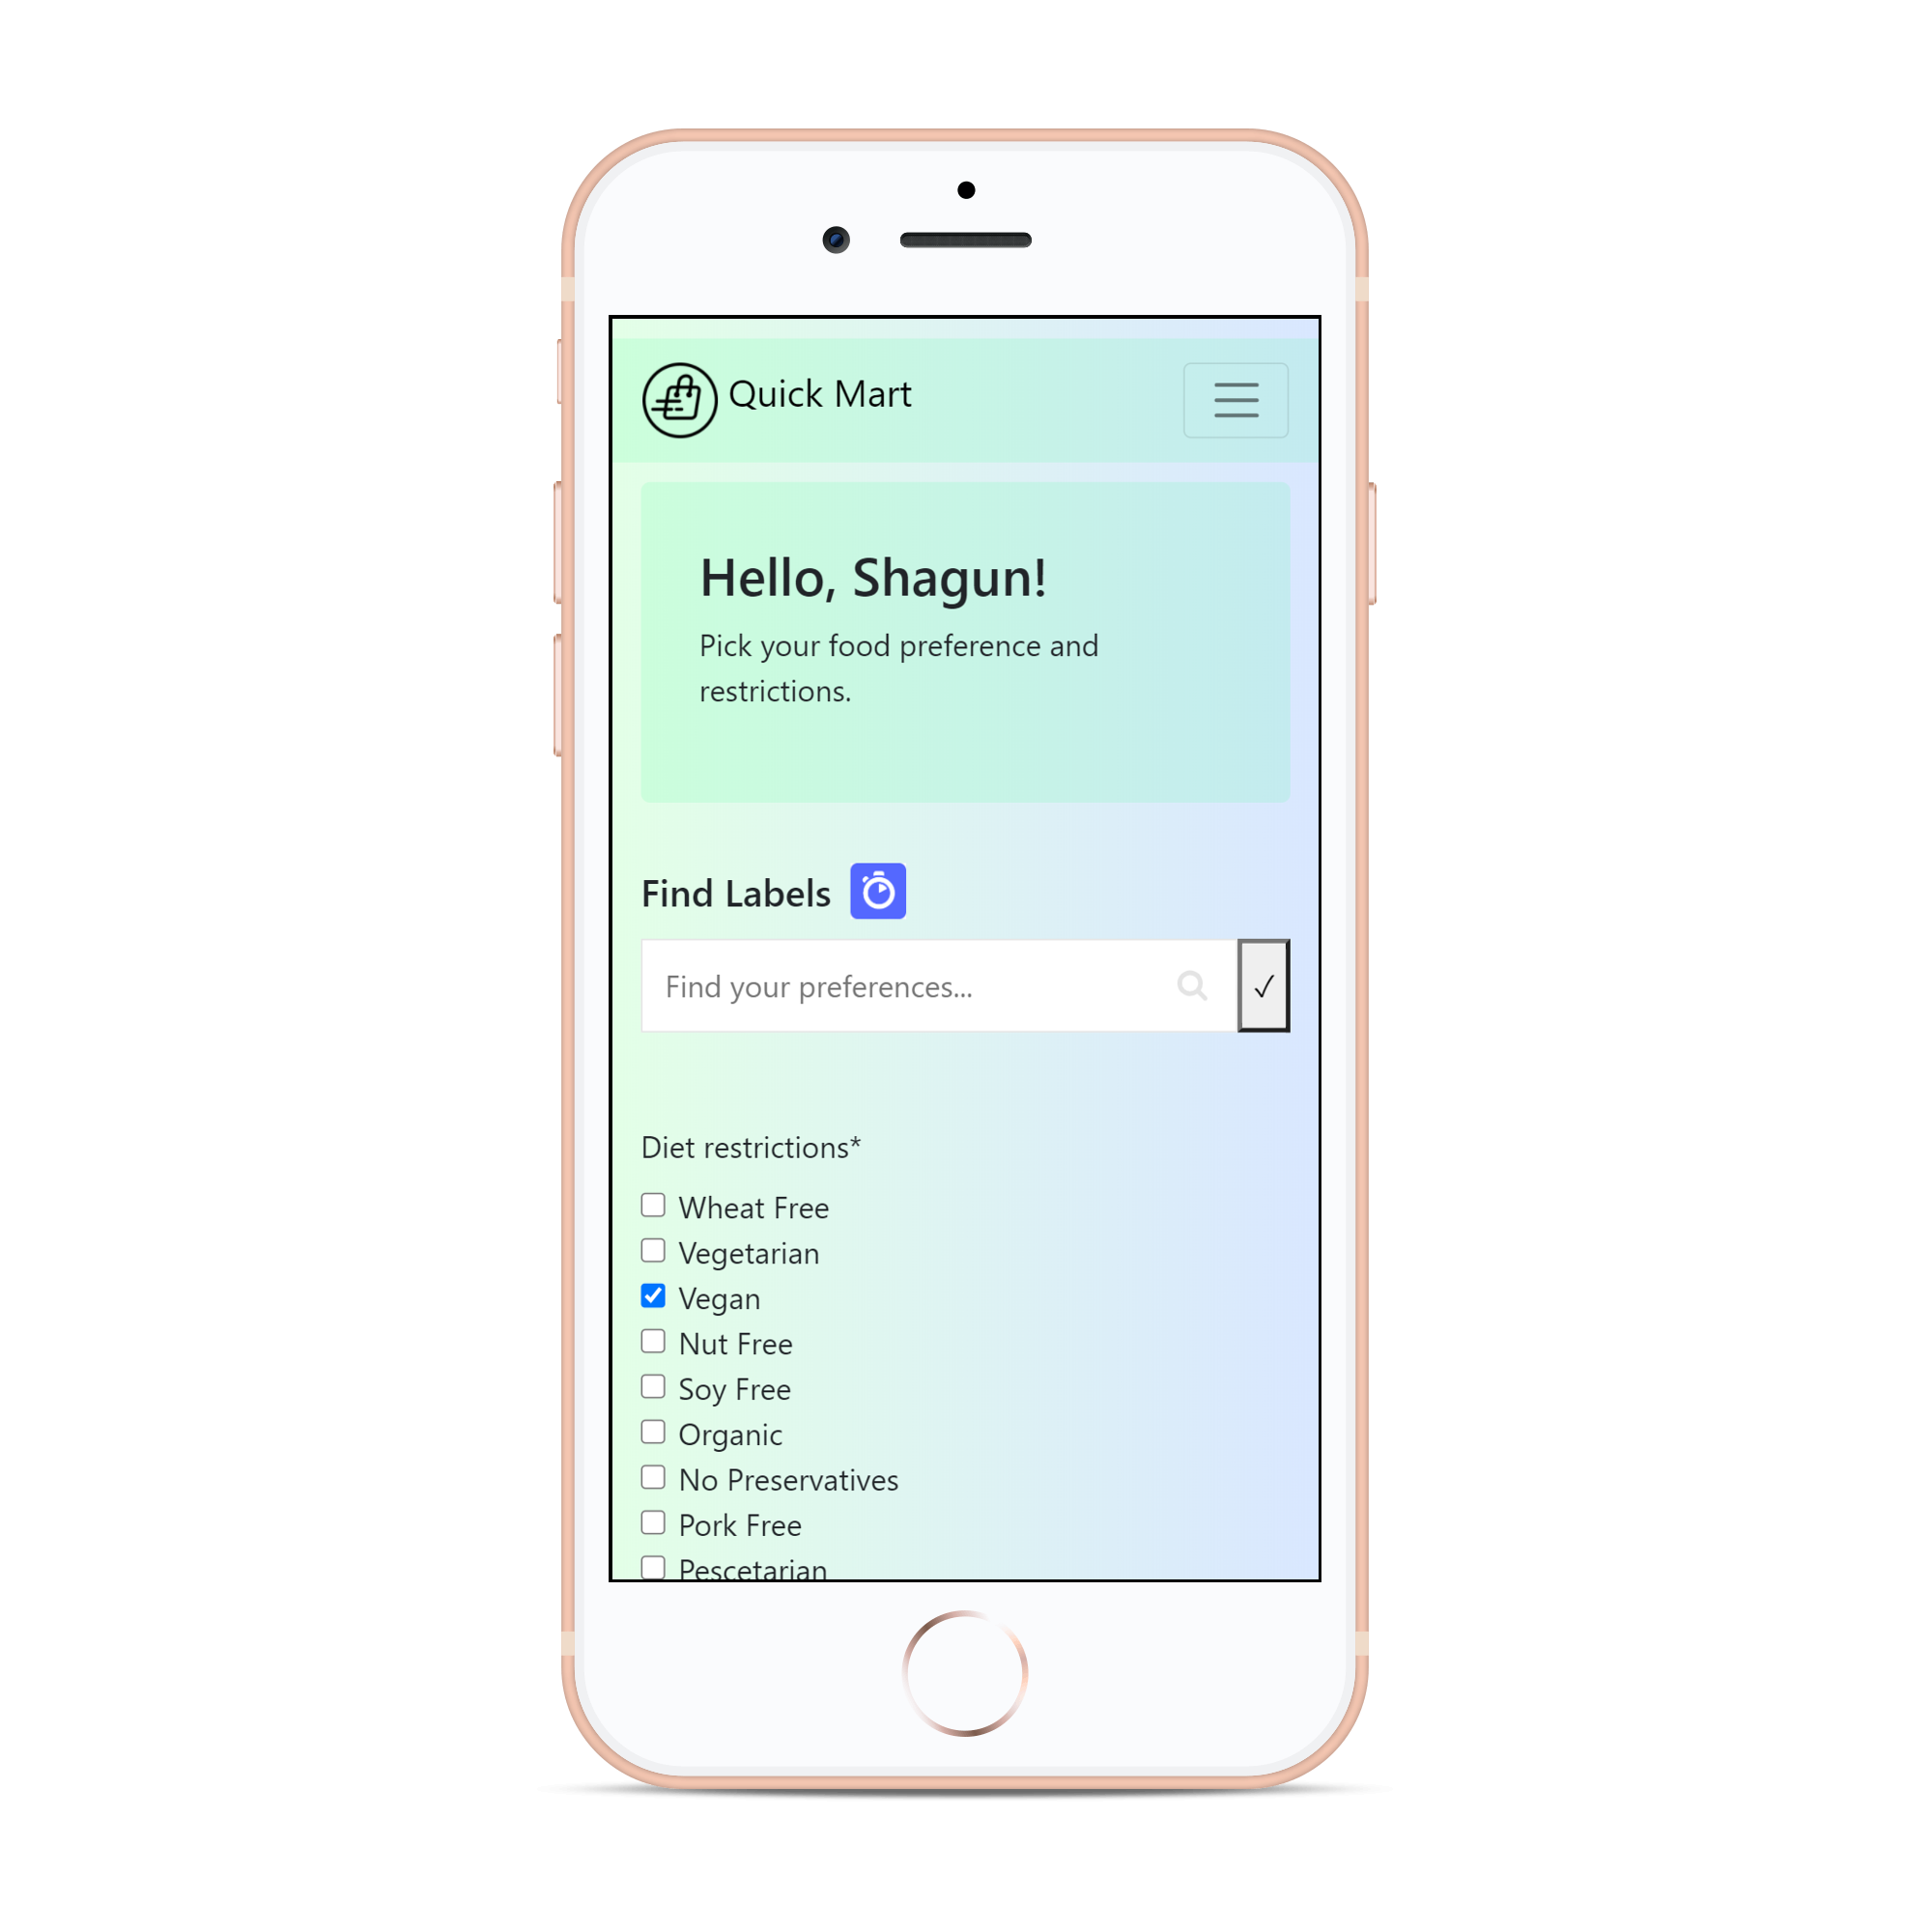 Quick Mart
Hello, Shagun!
Pick your food preference and
restrictions.
Find Labels
Find your preferences...
✓
Diet restrictions*
Wheat Free
Vegetarian
Vegan
Nut Free
Soy Free
Organic
No Preservatives
Pork Free
Pescetarian